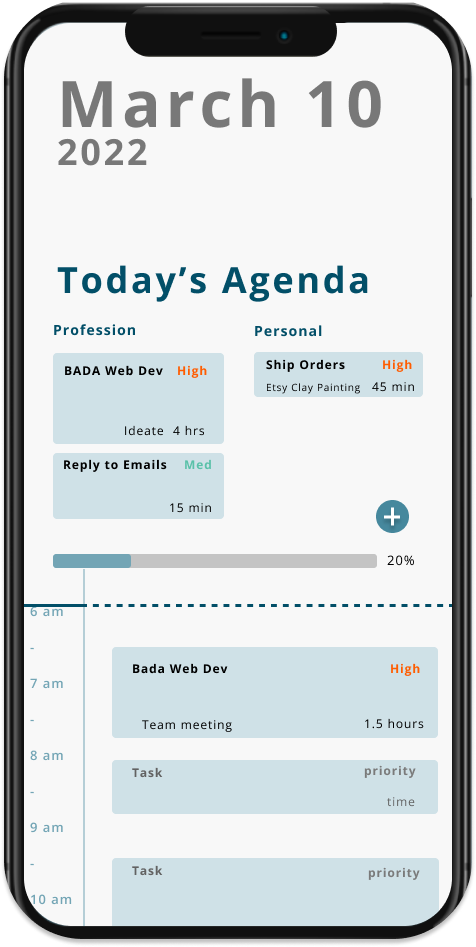 March 10
2022
Today’s Agenda
Profession
Personal
BADA Web Dev High
Ideate 4 hrs
Ship Orders High
Etsy Clay Painting 45 min
Reply to Emails Med
15 min
+
20%
6 am
-
7 am
-
8 am
-
9 am
-
10 am
Bada Web Dev High
Team meeting 1.5 hours
Task priority
time
Task priority